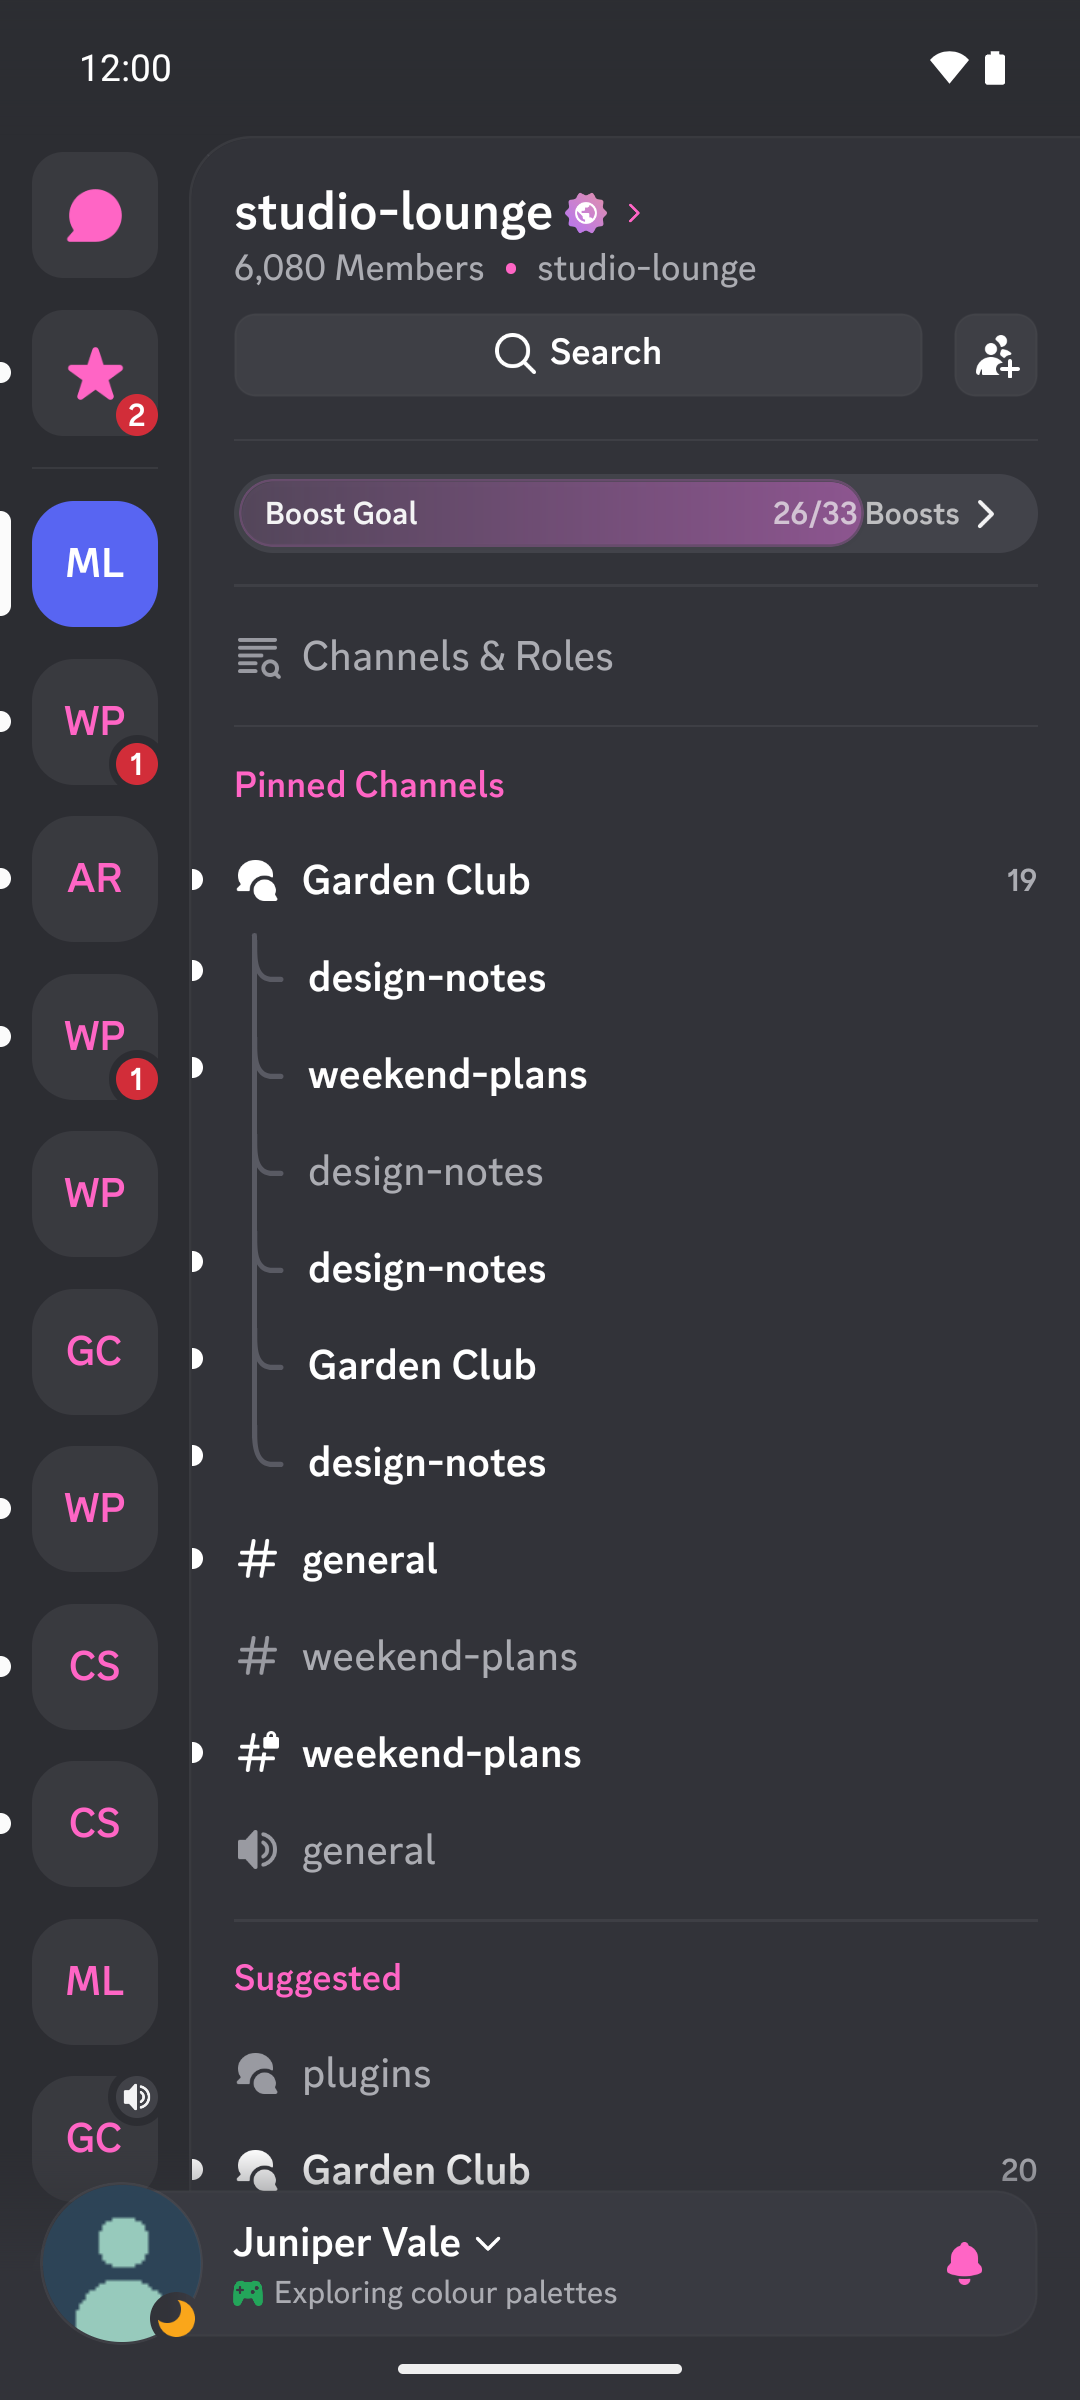 12:00
studio-lounge
6,080 Members • studio-lounge
Search
2
Boost Goal 26/33 Boosts
ML
Channels & Roles
WP
1
Pinned Channels
AR
Garden Club 19
design-notes
WP
1
weekend-plans
design-notes
WP
design-notes
GC
Garden Club
design-notes
WP
general
CS
weekend-plans
weekend-plans
CS
general
ML
Suggested
plugins
GC
Garden Club 20
Juniper Vale
Exploring colour palettes